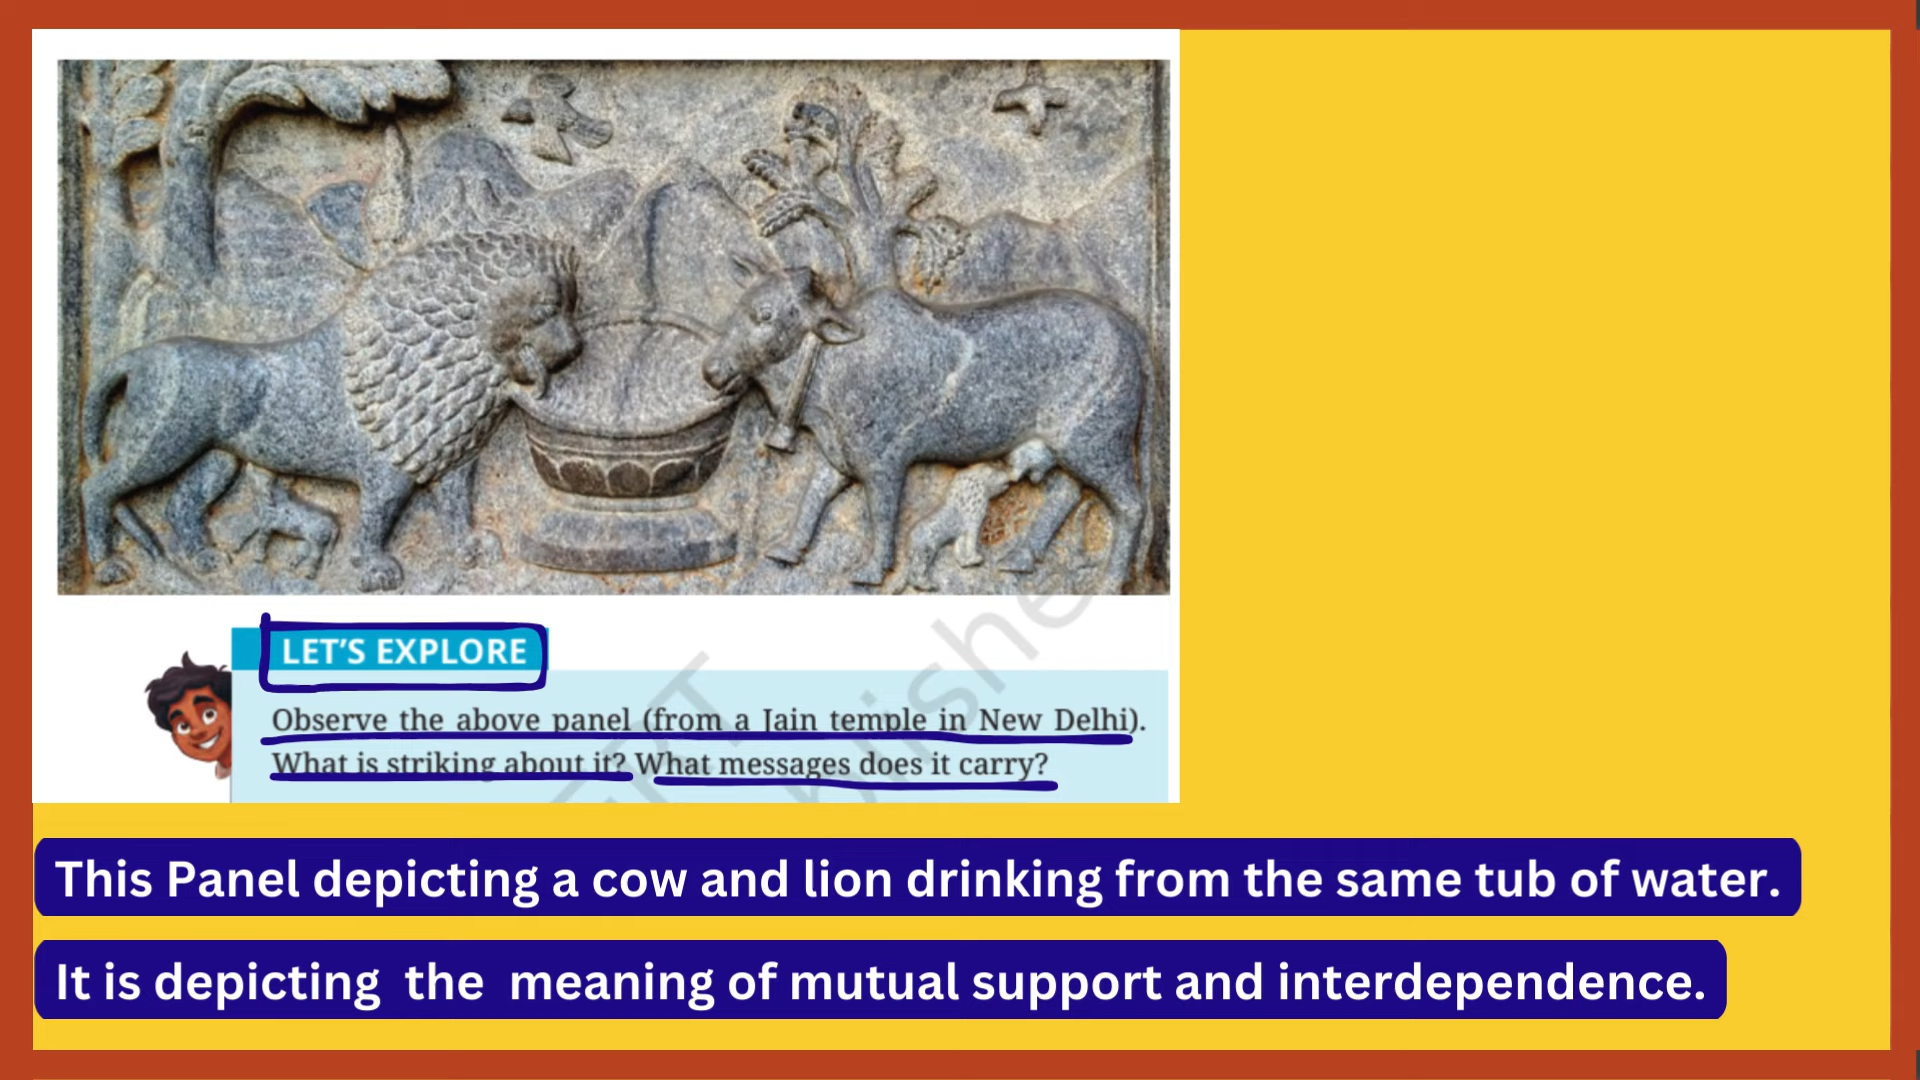 LET'S EXPLORE
Observe the above panel (from a Jain temple in New Delhi).
What is striking about it? What messages does it carry?
This Panel depicting a cow and lion drinking from the same tub of water.
It is depicting the meaning of mutual support and interdependence.